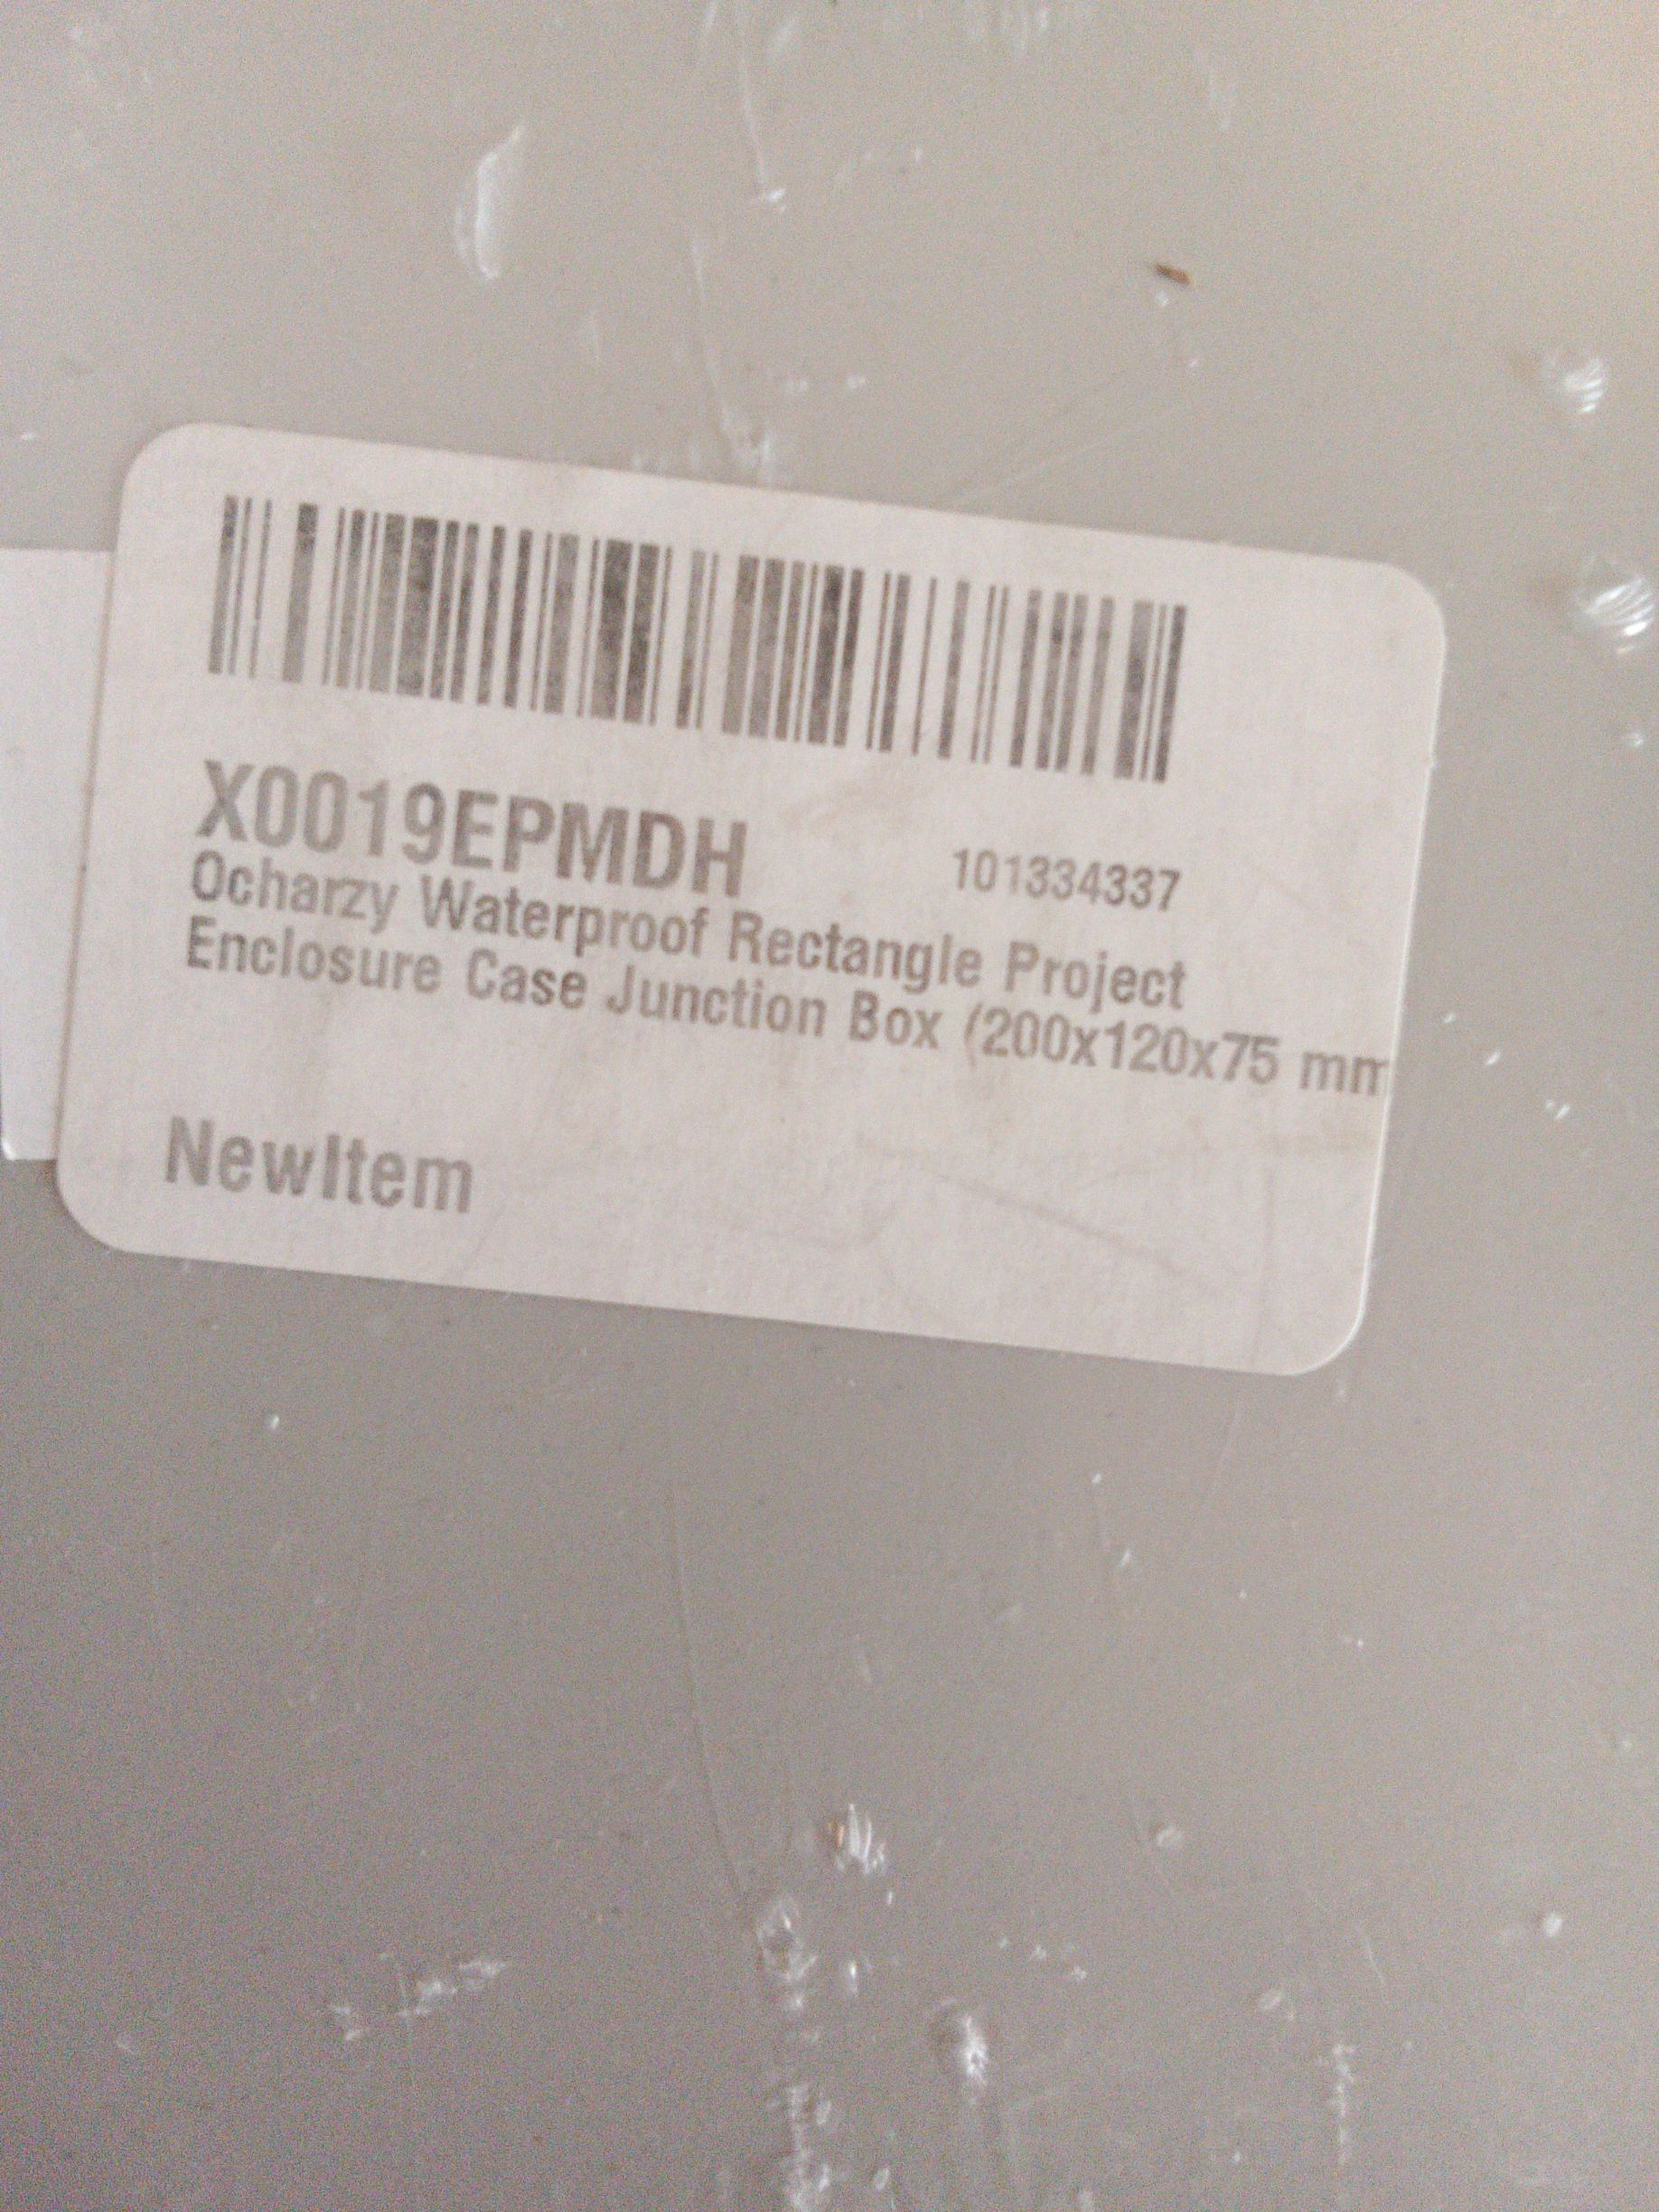 X0019EPMDH
101334337
Ocharzy Waterproof Rectangle Project
Enclosure Case Junction Box (200x120x75 mm
NewItem